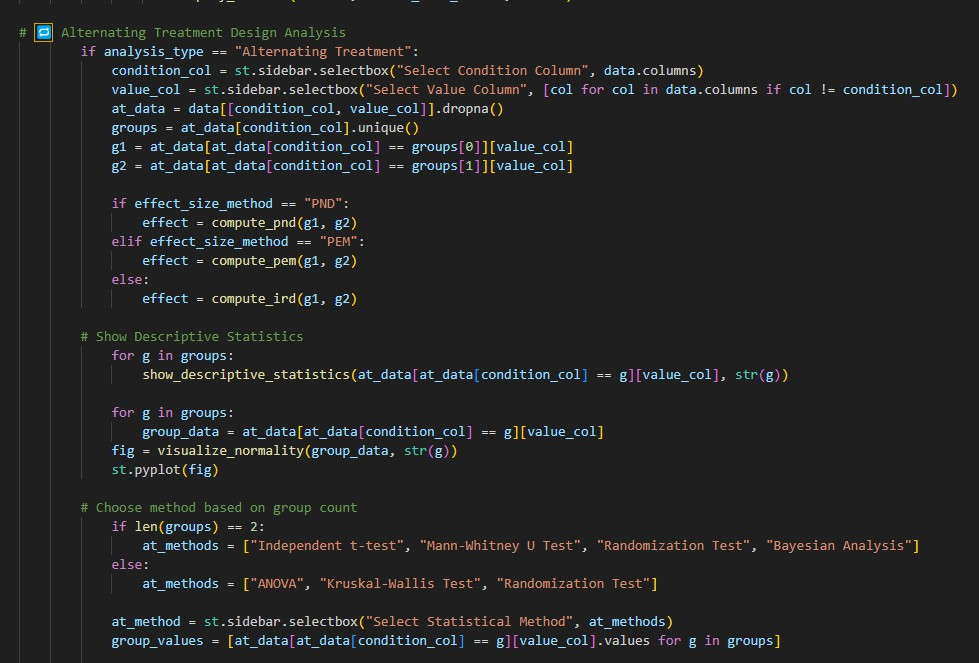 # 🔁 Alternating Treatment Design Analysis
if analysis_type == "Alternating Treatment":
condition_col = st.sidebar.selectbox("Select Condition Column", data.columns)
value_col = st.sidebar.selectbox("Select Value Column", [col for col in data.columns if col != condition_col])
at_data = data[[condition_col, value_col]].dropna()
groups = at_data[condition_col].unique()
g1 = at_data[at_data[condition_col] == groups[0]][value_col]
g2 = at_data[at_data[condition_col] == groups[1]][value_col]
if effect_size_method == "PND":
effect = compute_pnd(g1, g2)
elif effect_size_method == "PEM":
effect = compute_pem(g1, g2)
else:
effect = compute_ird(g1, g2)
# Show Descriptive Statistics
for g in groups:
show_descriptive_statistics(at_data[at_data[condition_col] == g][value_col], str(g))
for g in groups:
group_data = at_data[at_data[condition_col] == g][value_col]
fig = visualize_normality(group_data, str(g))
st.pyplot(fig)
# Choose method based on group count
if len(groups) == 2:
at_methods = ["Independent t-test", "Mann-Whitney U Test", "Randomization Test", "Bayesian Analysis"]
else:
at_methods = ["ANOVA", "Kruskal-Wallis Test", "Randomization Test"]
at_method = st.sidebar.selectbox("Select Statistical Method", at_methods)
group_values = [at_data[at_data[condition_col] == g][value_col].values for g in groups]